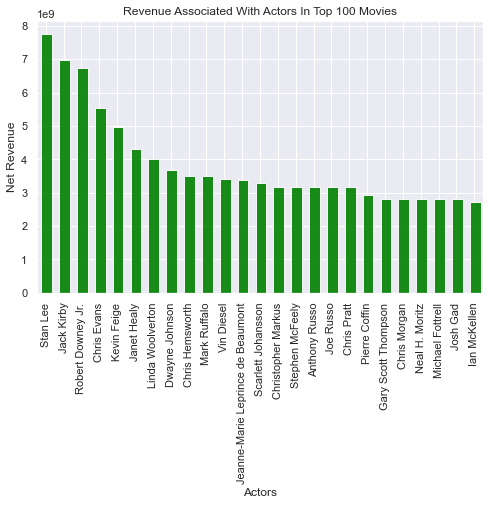 Revenue Associated With Actors In Top 100 Movies
1e9
8
7
6
5
4
3
2
1
0
Net Revenue
Stan Lee
Jack Kirby
Robert Downey Jr.
Chris Evans
Kevin Feige
Janet Healy
Linda Woolverton
Dwayne Johnson
Chris Hemsworth
Mark Ruffalo
Vin Diesel
Jeanne-Marie Leprince de Beaumont
Scarlett Johansson
Christopher Markus
Stephen McFeely
Anthony Russo
Joe Russo
Chris Pratt
Pierre Coffin
Gary Scott Thompson
Chris Morgan
Neal H. Moritz
Michael Fottrell
Josh Gad
Ian McKellen
Actors